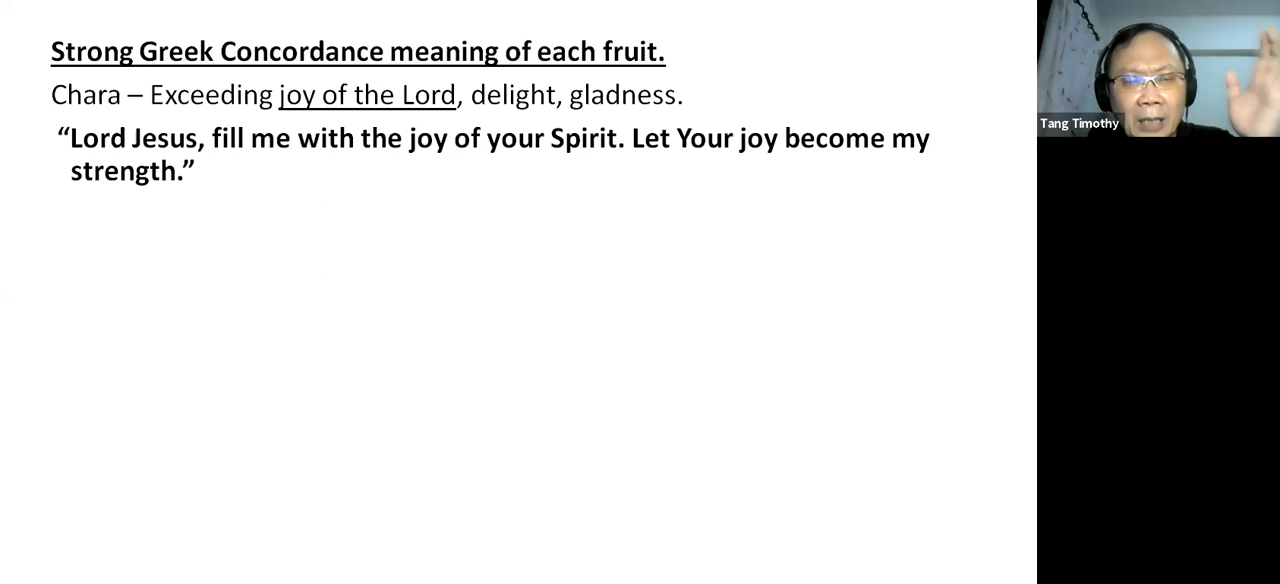 Strong Greek Concordance meaning of each fruit.
Chara – Exceeding joy of the Lord, delight, gladness.
“Lord Jesus, fill me with the joy of your Spirit. Let Your joy become my
strength.”
Tang Timothy